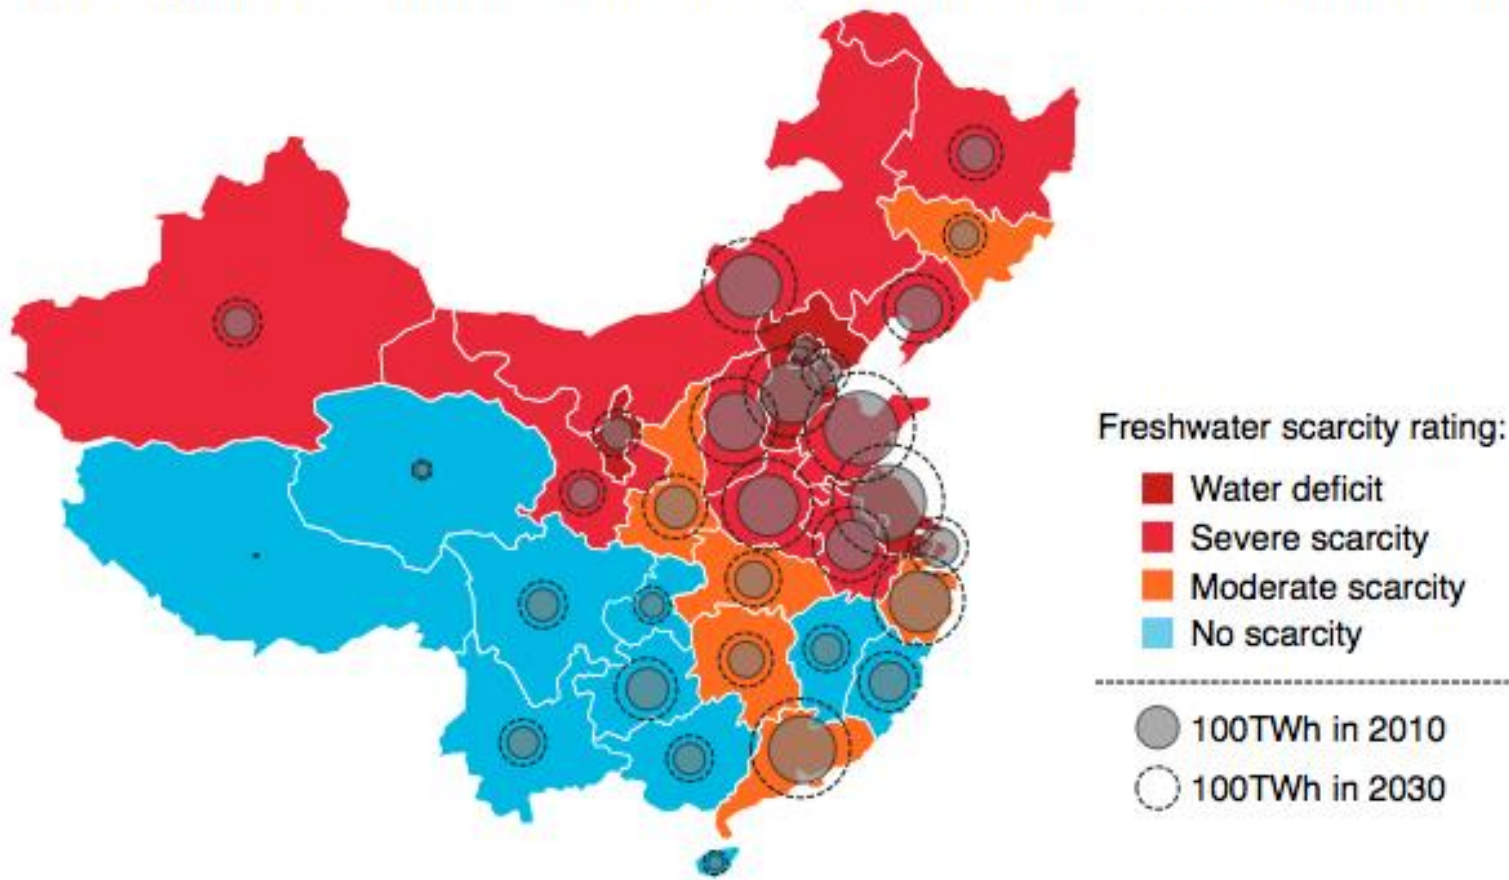 Freshwater scarcity rating:
Water deficit
Severe scarcity
Moderate scarcity
No scarcity
100TWh in 2010
100TWh in 2030